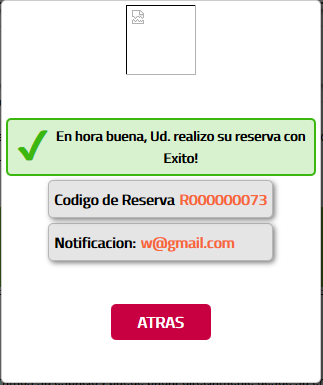 En hora buena, Ud. realizo su reserva con
Exito!
Codigo de Reserva R000000073
Notificacion: w@gmail.com
ATRAS